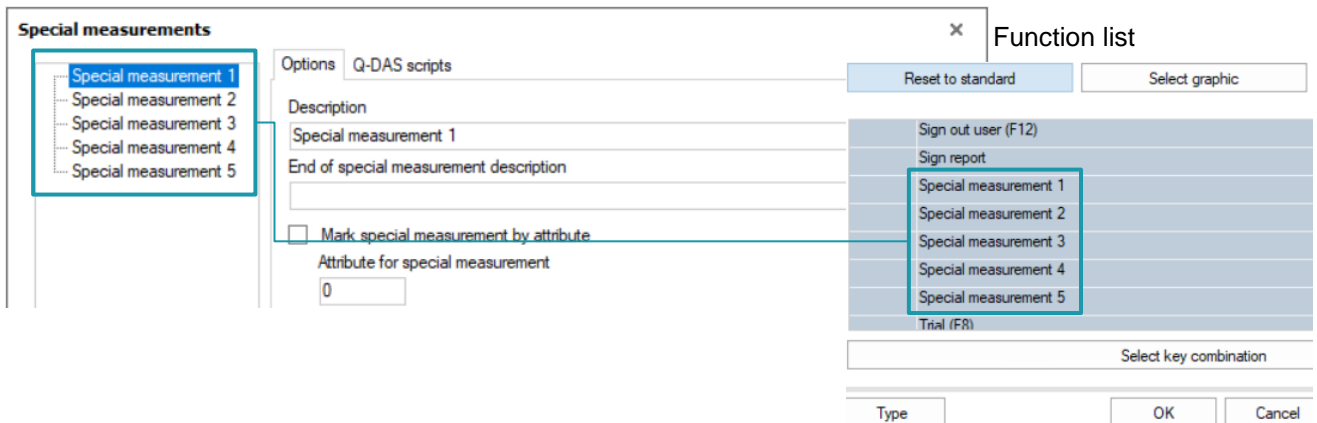 Special measurements
Special measurement 1
Special measurement 2
Special measurement 3
Special measurement 4
Special measurement 5
Options Q-DAS scripts
Description
Special measurement 1
End of special measurement description
Mark special measurement by attribute
Attribute for special measurement
0
Function list
Reset to standard Select graphic
Sign out user (F12)
Sign report
Special measurement 1
Special measurement 2
Special measurement 3
Special measurement 4
Special measurement 5
Trial (F8)
Select key combination
Type OK Cancel